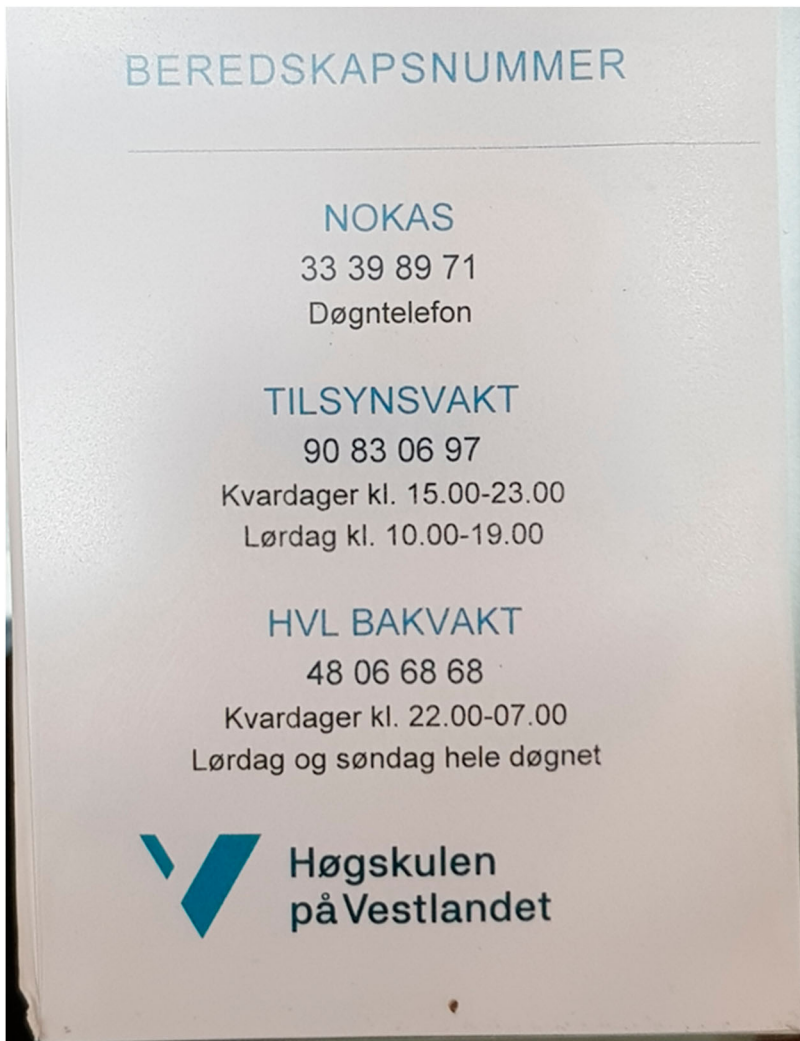 BEREDSKAPSNUMMER
NOKAS
33 39 89 71
Døgntelefon
TILSYNSVAKT
90 83 06 97
Kvardager kl. 15.00-23.00
Lørdag kl. 10.00-19.00
HVL BAKVAKT
48 06 68 68
Kvardager kl. 22.00-07.00
Lørdag og søndag hele døgnet
Høgskulen
på Vestlandet